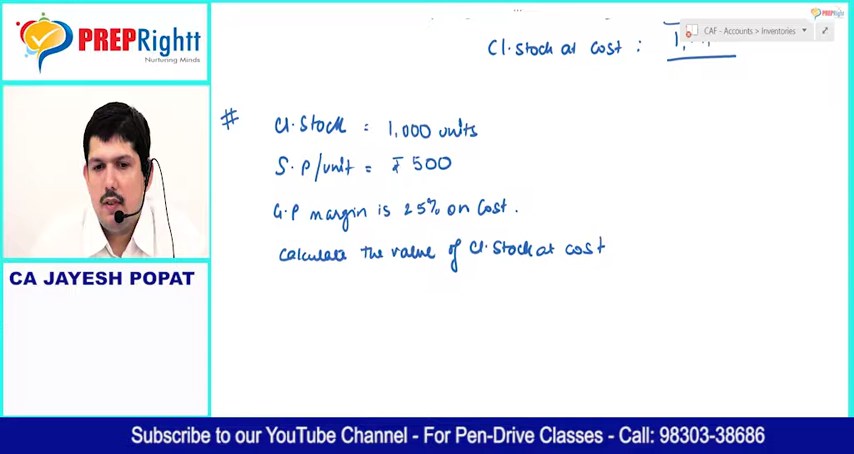 PREPRightt
Nurturing Minds
Cl. stock at cost :
CAF - Accounts > Inventories
PREPRightt
# Cl. Stock = 1,000 units
S.P/unit = ₹ 500
G.P margin is 25% on Cost.
Calculate the value of Cl. Stock at cost
CA JAYESH POPAT
Subscribe to our YouTube Channel - For Pen-Drive Classes - Call: 98303-38686